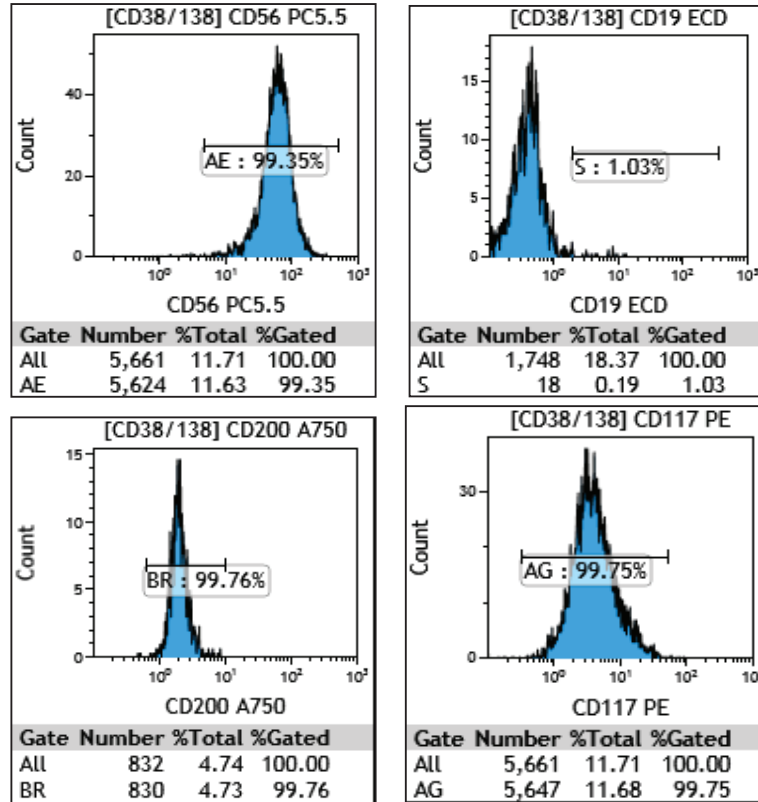 [CD38/138] CD56 PC5.5
Count
40
20
0
AE : 99.35%
10⁰ 10¹ 10² 10³
CD56 PC5.5
Gate Number %Total %Gated
All 5,661 11.71 100.00
AE 5,624 11.63 99.35
[CD38/138] CD19 ECD
Count
15
10
5
0
S : 1.03%
10⁰ 10¹ 10² 10³
CD19 ECD
Gate Number %Total %Gated
All 1,748 18.37 100.00
S 18 0.19 1.03
[CD38/138] CD200 A750
Count
15
10
5
0
BR : 99.76%
10⁰ 10¹ 10² 10³
CD200 A750
Gate Number %Total %Gated
All 832 4.74 100.00
BR 830 4.73 99.76
[CD38/138] CD117 PE
Count
30
0
AG : 99.75%
10⁰ 10¹ 10² 10
CD117 PE
Gate Number %Total %Gated
All 5,661 11.71 100.00
AG 5,647 11.68 99.75